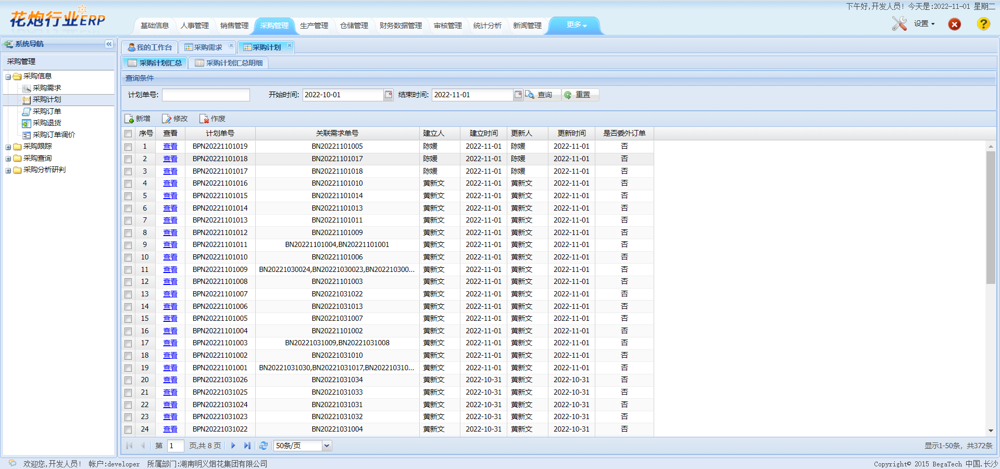 下午好,开发人员! 今天是:2022-11-01 星期二
花炮行业ERP
基础信息 人事管理 销售管理 采购管理 生产管理 仓储管理 财务数据管理 审核管理 统计分析 新闻管理 更多 设置
系统导航 我的工作台 采购需求 采购计划
采购管理 采购计划汇总 采购计划汇总明细
采购信息
采购需求
采购计划
采购订单
采购退货
采购订单调价
采购跟踪
采购查询
采购分析研判
查询条件
计划单号: 开始时间: 2022-10-01 结束时间: 2022-11-01 查询 重置
新增 修改 作废
序号 查看 计划单号 关联需求单号 建立人 建立时间 更新人 更新时间 是否委外订单
1 查看 BPN20221101019 BN20221101005 陈媛 2022-11-01 陈媛 2022-11-01 否
2 查看 BPN20221101018 BN20221101017 陈媛 2022-11-01 陈媛 2022-11-01 否
3 查看 BPN20221101017 BN20221101018 陈媛 2022-11-01 陈媛 2022-11-01 否
4 查看 BPN20221101016 BN20221101010 黄新文 2022-11-01 黄新文 2022-11-01 否
5 查看 BPN20221101015 BN20221101014 黄新文 2022-11-01 黄新文 2022-11-01 否
6 查看 BPN20221101014 BN20221101013 黄新文 2022-11-01 黄新文 2022-11-01 否
7 查看 BPN20221101013 BN20221101011 黄新文 2022-11-01 黄新文 2022-11-01 否
8 查看 BPN20221101012 BN20221101009 黄新文 2022-11-01 黄新文 2022-11-01 否
9 查看 BPN20221101011 BN20221101004,BN20221101001 黄新文 2022-11-01 黄新文 2022-11-01 否
10 查看 BPN20221101010 BN20221101006 黄新文 2022-11-01 黄新文 2022-11-01 否
11 查看 BPN20221101009 BN20221030024,BN20221030023,BN202210300... 黄新文 2022-11-01 黄新文 2022-11-01 否
12 查看 BPN20221101008 BN20221101003 黄新文 2022-11-01 黄新文 2022-11-01 否
13 查看 BPN20221101007 BN20221031022 黄新文 2022-11-01 黄新文 2022-11-01 否
14 查看 BPN20221101006 BN20221031013 黄新文 2022-11-01 黄新文 2022-11-01 否
15 查看 BPN20221101005 BN20221031007 黄新文 2022-11-01 黄新文 2022-11-01 否
16 查看 BPN20221101004 BN20221101002 黄新文 2022-11-01 黄新文 2022-11-01 否
17 查看 BPN20221101003 BN20221031009,BN20221031008 黄新文 2022-11-01 黄新文 2022-11-01 否
18 查看 BPN20221101002 BN20221031010 黄新文 2022-11-01 黄新文 2022-11-01 否
19 查看 BPN20221101001 BN20221031030,BN20221031017,BN202210310... 黄新文 2022-11-01 黄新文 2022-11-01 否
20 查看 BPN20221031026 BN20221031034 黄新文 2022-10-31 黄新文 2022-10-31 否
21 查看 BPN20221031025 BN20221031033 黄新文 2022-10-31 黄新文 2022-10-31 否
22 查看 BPN20221031024 BN20221031031 黄新文 2022-10-31 黄新文 2022-10-31 否
23 查看 BPN20221031023 BN20221031032 黄新文 2022-10-31 黄新文 2022-10-31 否
24 查看 BPN20221031022 BN20221031004 黄新文 2022-10-31 黄新文 2022-10-31 否
第 1 页,共 8 页 50条/页 显示1-50条，共372条
欢迎您,开发人员! 帐户:developer 所属部门:湖南明义烟花集团有限公司 Copyright© 2015 BegaTech 中国.长沙